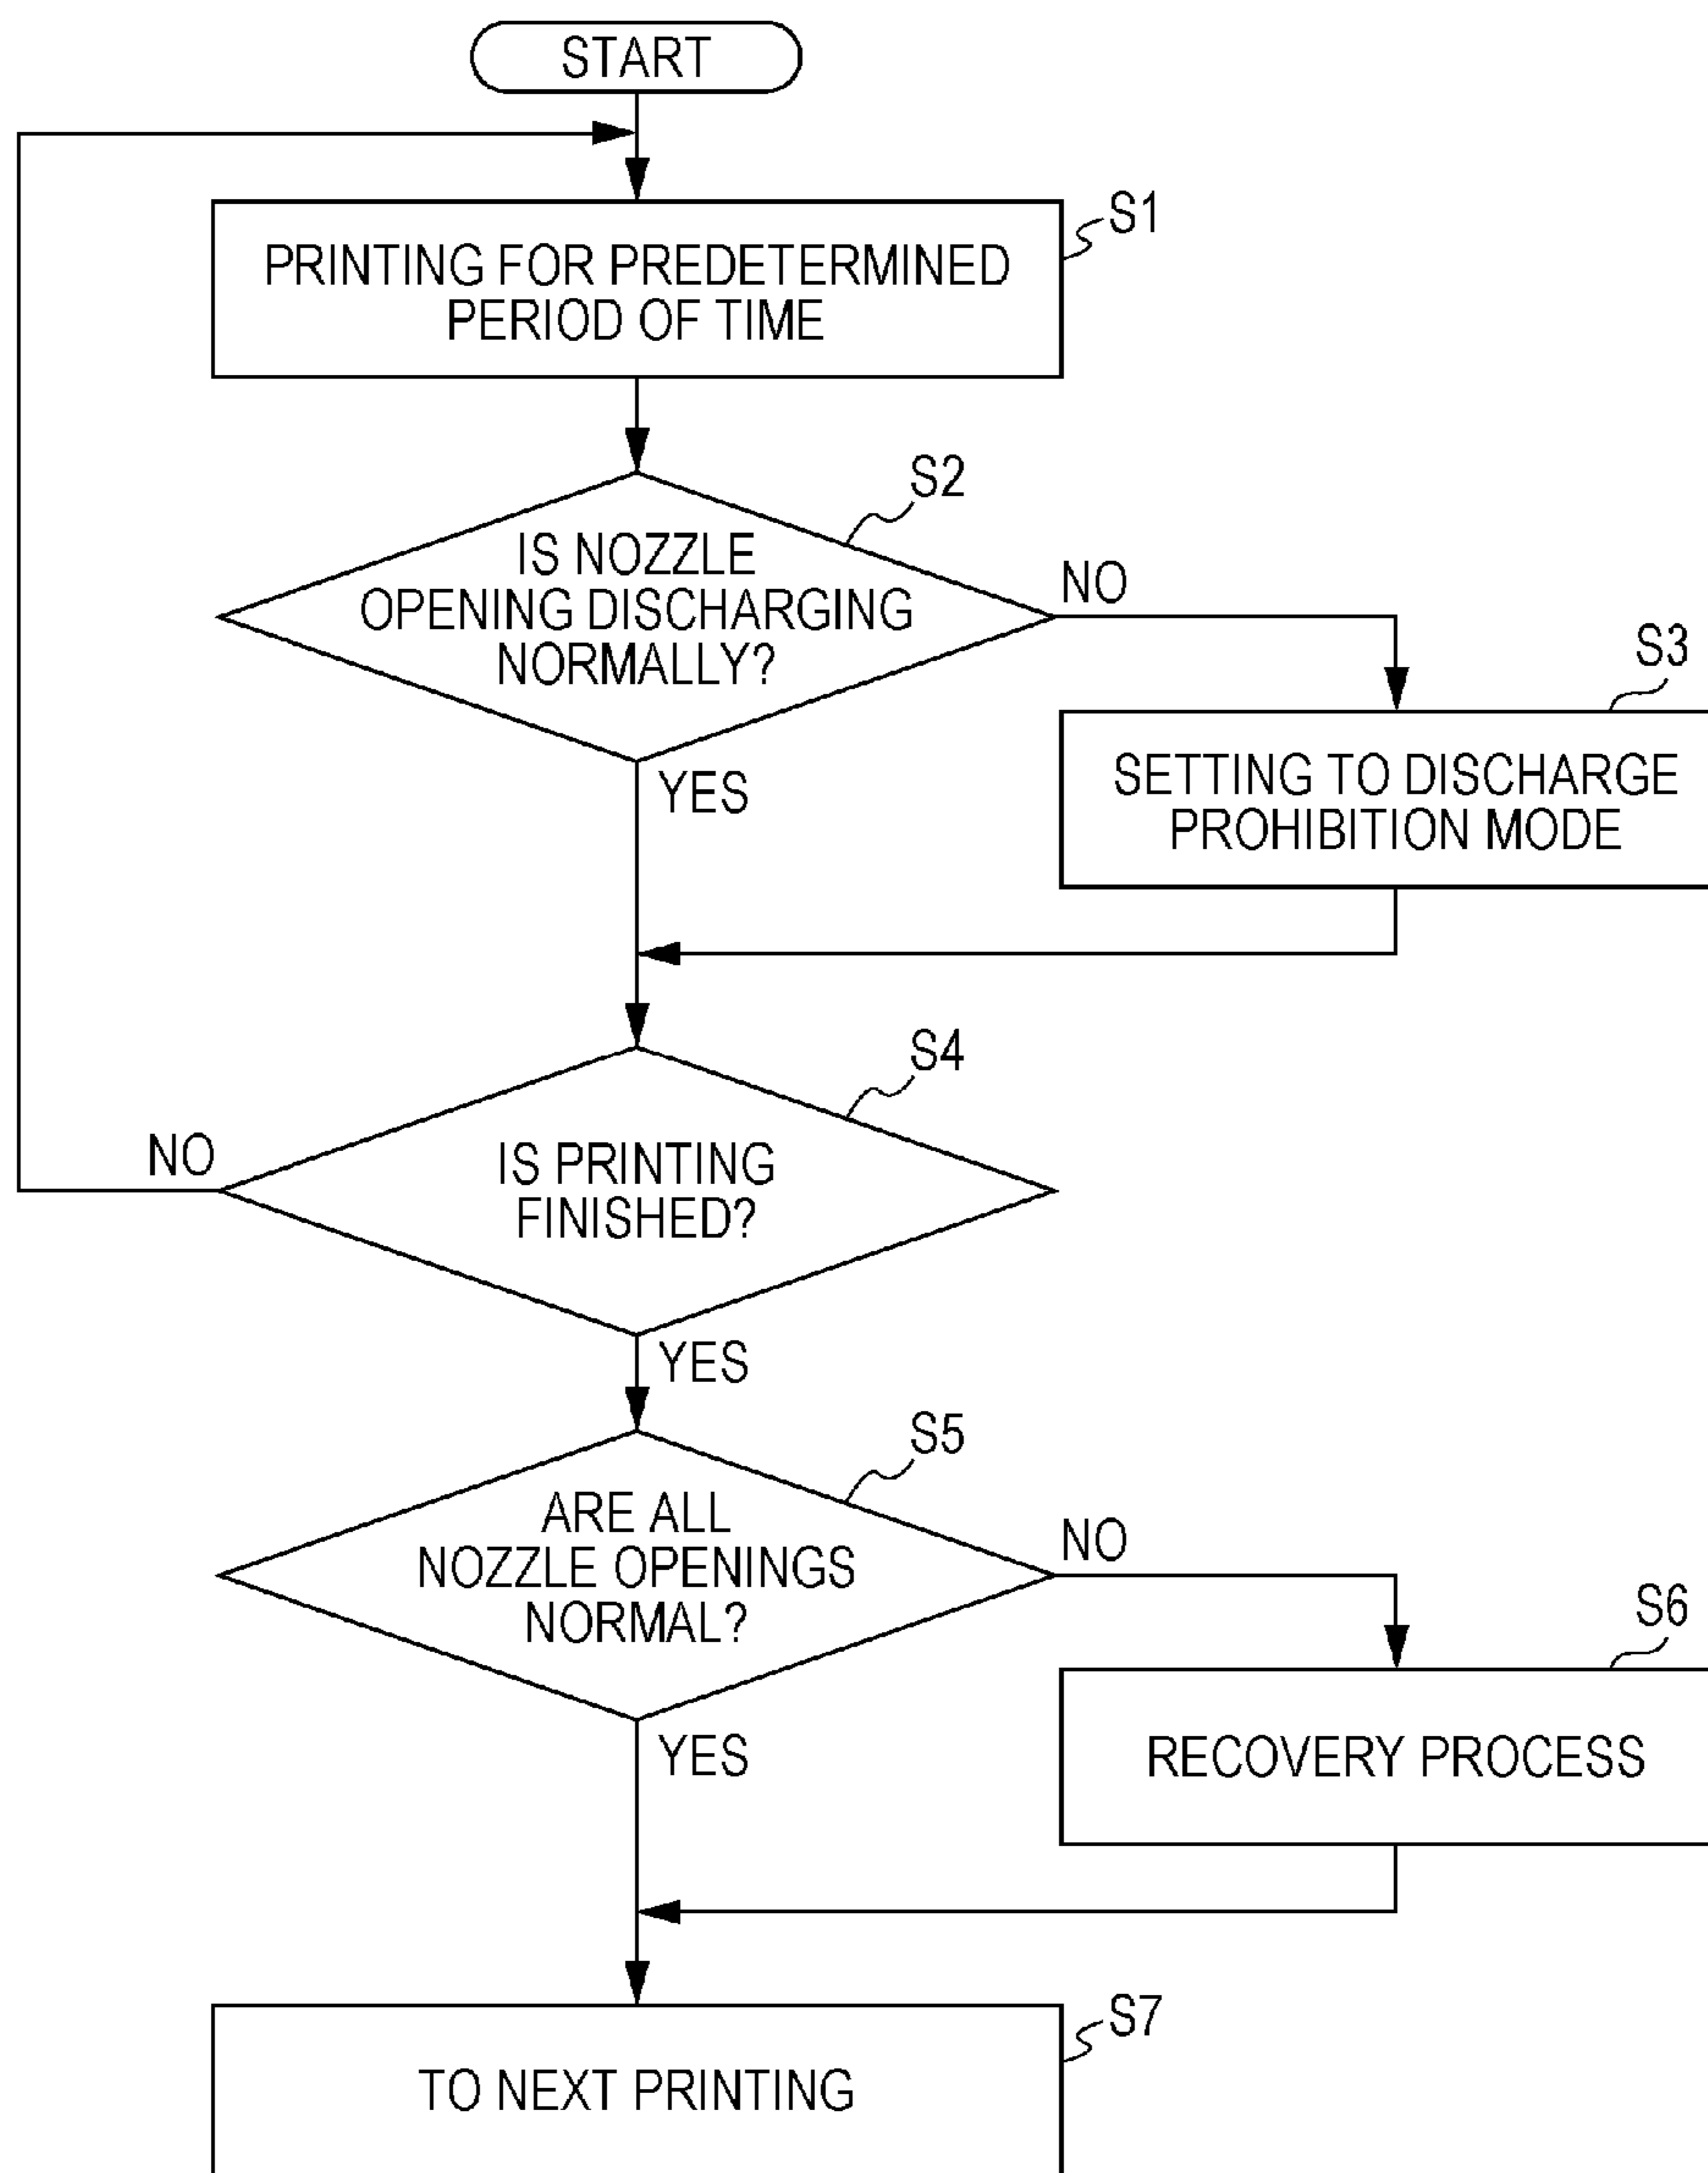 START
S1
PRINTING FOR PREDETERMINED
PERIOD OF TIME
S2
IS NOZZLE
OPENING DISCHARGING
NORMALLY?
NO
S3
SETTING TO DISCHARGE
PROHIBITION MODE
YES
S4
NO
IS PRINTING
FINISHED?
YES
S5
ARE ALL
NOZZLE OPENINGS
NORMAL?
NO
S6
RECOVERY PROCESS
YES
S7
TO NEXT PRINTING